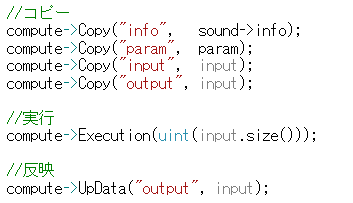 //コピー
compute->Copy("info",   sound->info);
compute->Copy("param",  param);
compute->Copy("input",  input);
compute->Copy("output", input);
//実行
compute->Execution(uint(input.size()));
//反映
compute->UpData("output", input);